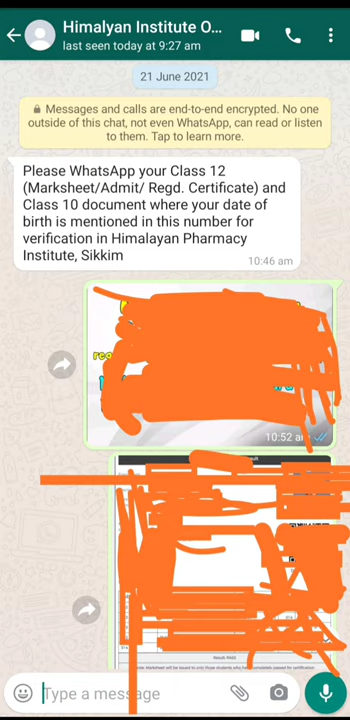 Himalyan Institute O...
last seen today at 9:27 am
21 June 2021
Messages and calls are end-to-end encrypted. No one
outside of this chat, not even WhatsApp, can read or listen
to them. Tap to learn more.
Please WhatsApp your Class 12
(Marksheet/Admit/ Regd. Certificate) and
Class 10 document where your date of
birth is mentioned in this number for
verification in Himalayan Pharmacy
Institute, Sikkim
10:46 am
10:52 a
Result PASS
Type a message